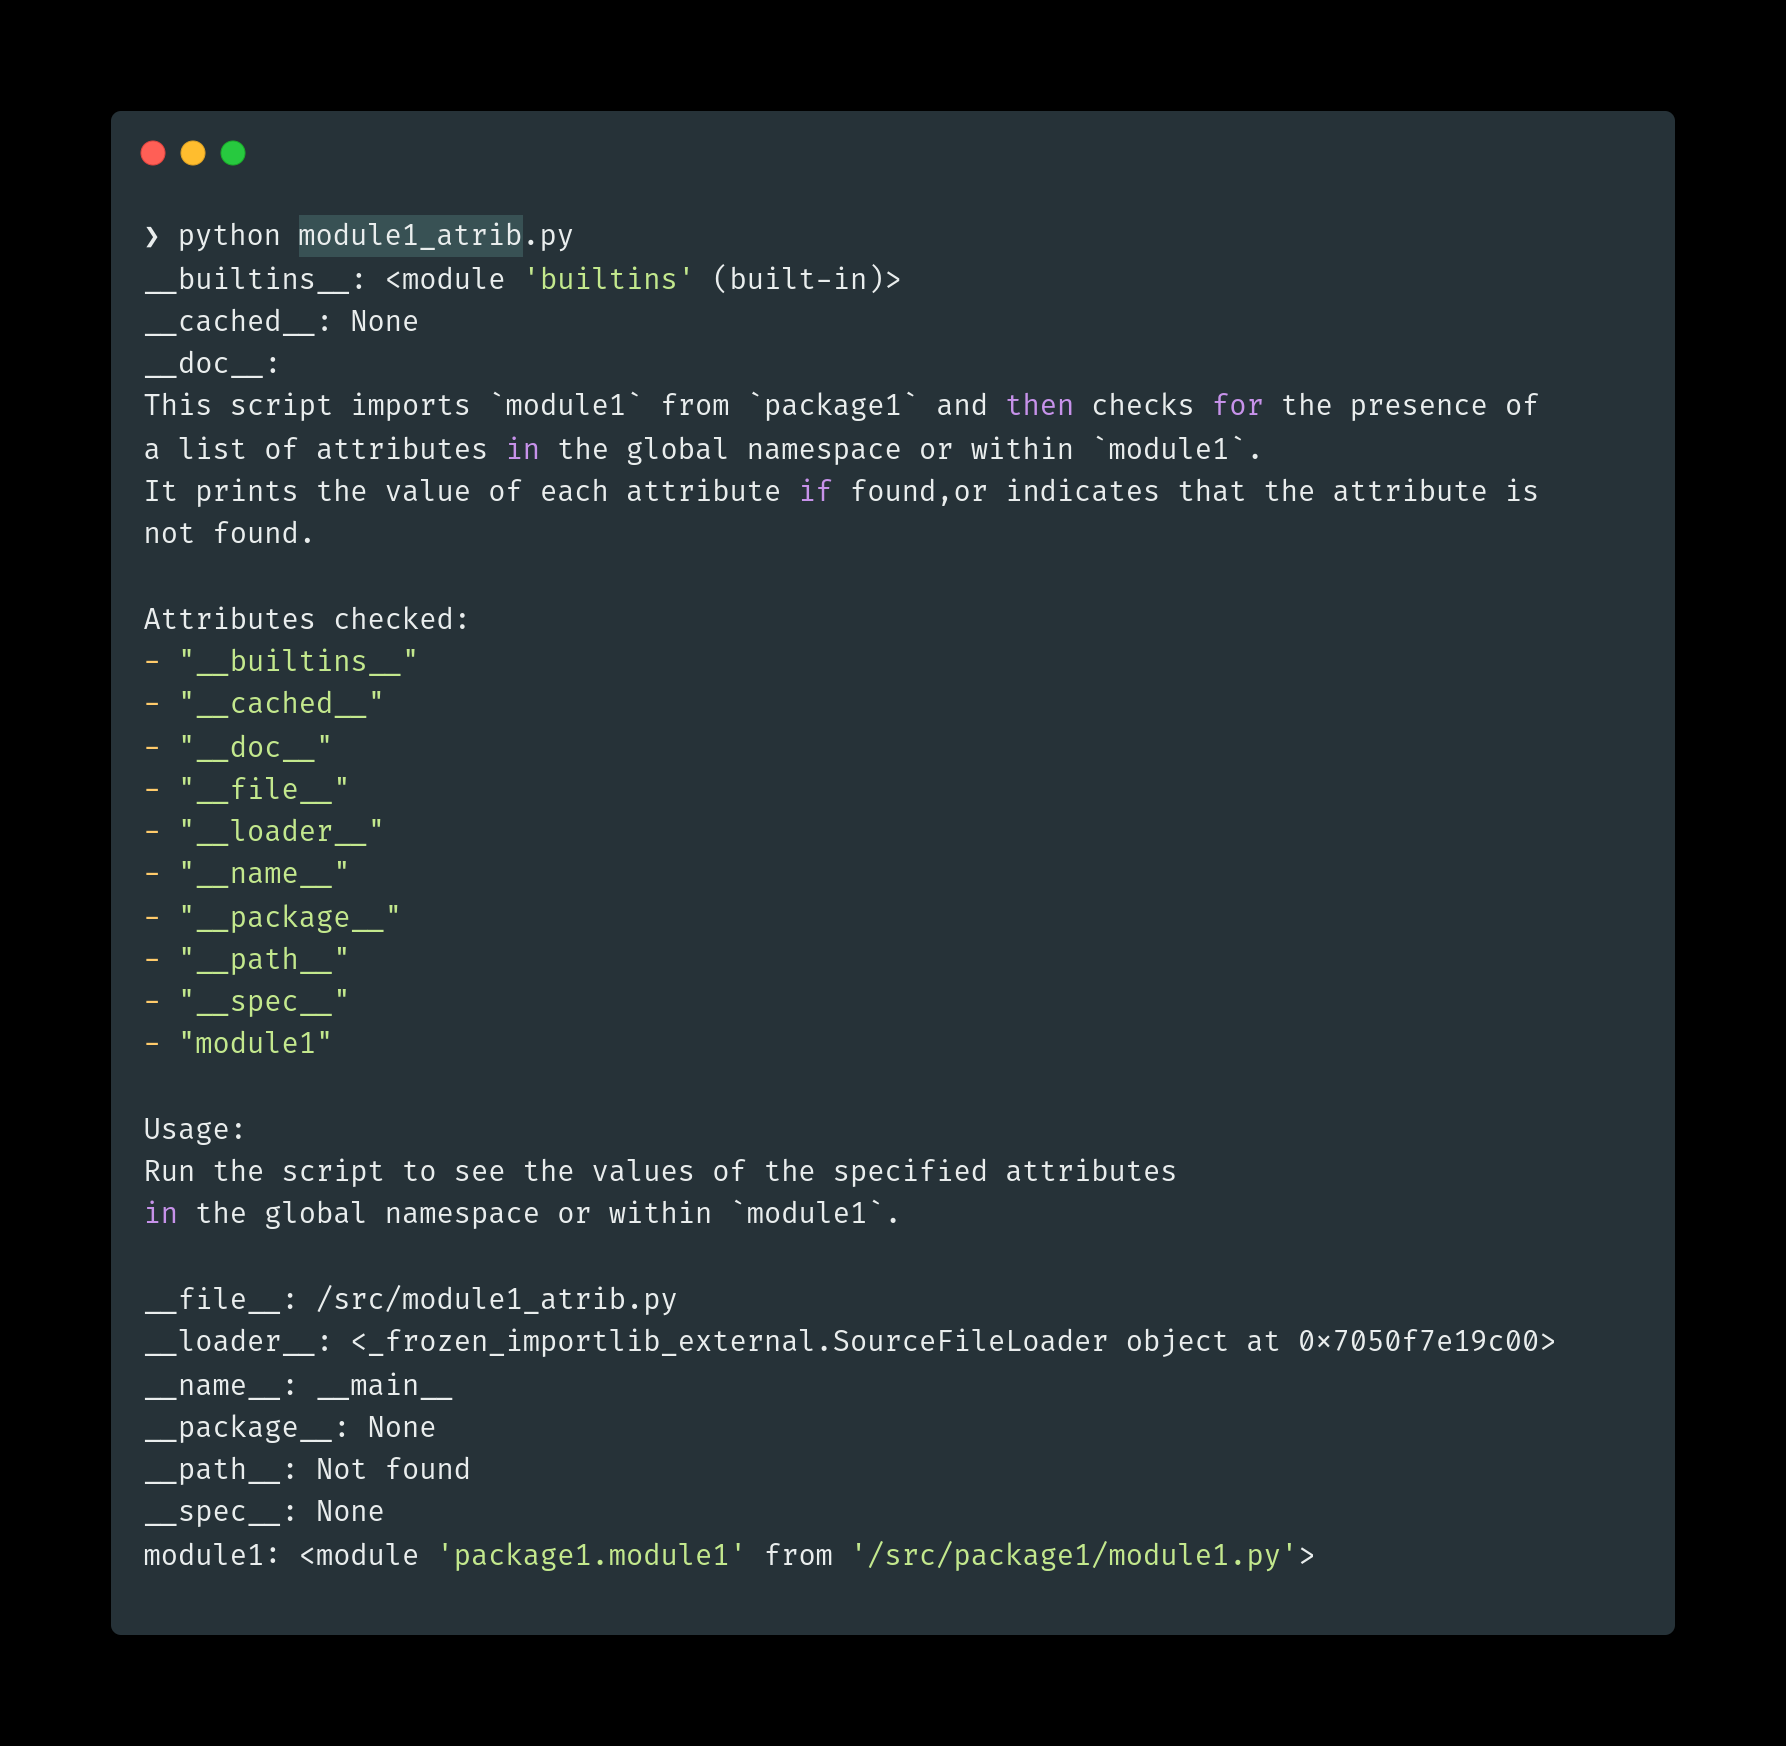 ❯ python module1_atrib.py
__builtins__: <module 'builtins' (built-in)>
__cached__: None
__doc__:
This script imports `module1` from `package1` and then checks for the presence of
a list of attributes in the global namespace or within `module1`.
It prints the value of each attribute if found,or indicates that the attribute is
not found.

Attributes checked:
- "__builtins__"
- "__cached__"
- "__doc__"
- "__file__"
- "__loader__"
- "__name__"
- "__package__"
- "__path__"
- "__spec__"
- "module1"

Usage:
Run the script to see the values of the specified attributes
in the global namespace or within `module1`.

__file__: /src/module1_atrib.py
__loader__: <_frozen_importlib_external.SourceFileLoader object at 0x7050f7e19c00>
__name__: __main__
__package__: None
__path__: Not found
__spec__: None
module1: <module 'package1.module1' from '/src/package1/module1.py'>